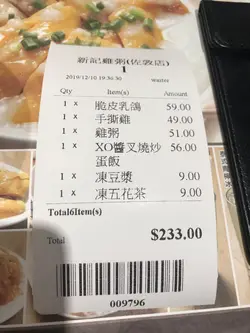 新記雞粥(佐敦店)
1
2019/12/10 19:30:30 waiter
Qty Item(s) Amount
1 x 脆皮乳鴿 59.00
1 x 手撕雞 49.00
1 x 雞粥 51.00
1 x XO醬叉燒炒 56.00
蛋飯
1 x 凍豆漿 9.00
1 x 凍五花茶 9.00
Total6Item(s)
Total $233.00
009796